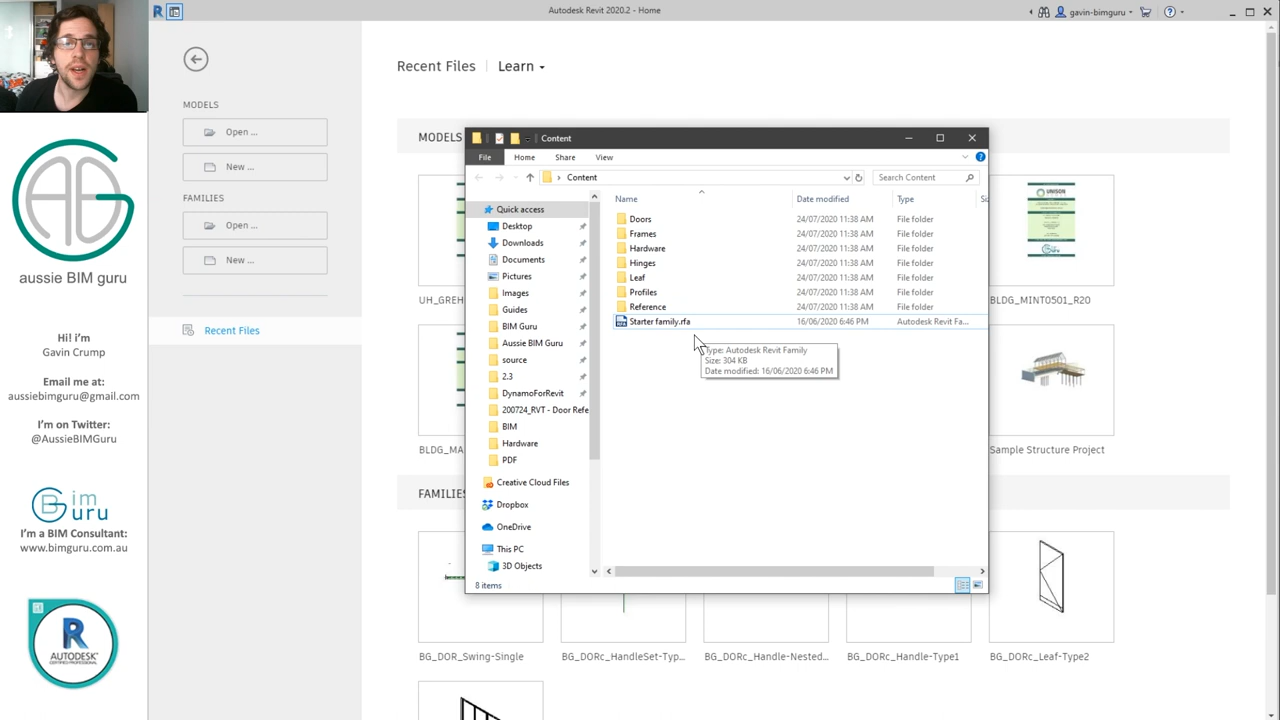 Autodesk Revit 2020.2 - Home
gavin-bimguru
Recent Files
Learn
MODELS
Open ...
New ...
FAMILIES
Open ...
New ...
Recent Files
aussie BIM guru
Hi! i'm
Gavin Crump
Email me at:
aussiebimguru@gmail.com
I'm on Twitter:
@AussieBIMGuru
Bim
Guru
I'm a BIM Consultant:
www.bimguru.com.au
R
AUTODESK
CERTIFIED PROFESSIONAL
MODELS
UNISON
UH_GREH
BLDG_MINT0501_R20
BLDG_MA
Sample Structure Project
FAMILIES
BG_DOR_Swing-Single
BG_DORc_HandleSet-Typ...
BG_DORc_Handle-Nested...
BG_DORc_Handle-Type1
BG_DORc_Leaf-Type2
Content
File
Home
Share
View
Content
Search Content
Quick access
Desktop
Downloads
Documents
Pictures
Images
Guides
BIM Guru
Aussie BIM Guru
source
2.3
DynamoForRevit
200724_RVT - Door Refe
BIM
Hardware
PDF
Creative Cloud Files
Dropbox
OneDrive
This PC
3D Objects
Name Date modified Type Si
Doors 24/07/2020 11:38 AM File folder
Frames 24/07/2020 11:38 AM File folder
Hardware 24/07/2020 11:38 AM File folder
Hinges 24/07/2020 11:38 AM File folder
Leaf 24/07/2020 11:38 AM File folder
Profiles 24/07/2020 11:38 AM File folder
Reference 24/07/2020 11:38 AM File folder
Starter family.rfa 16/06/2020 6:46 PM Autodesk Revit Fa...
Type: Autodesk Revit Family
Size: 304 KB
Date modified: 16/06/2020 6:46 PM
8 items